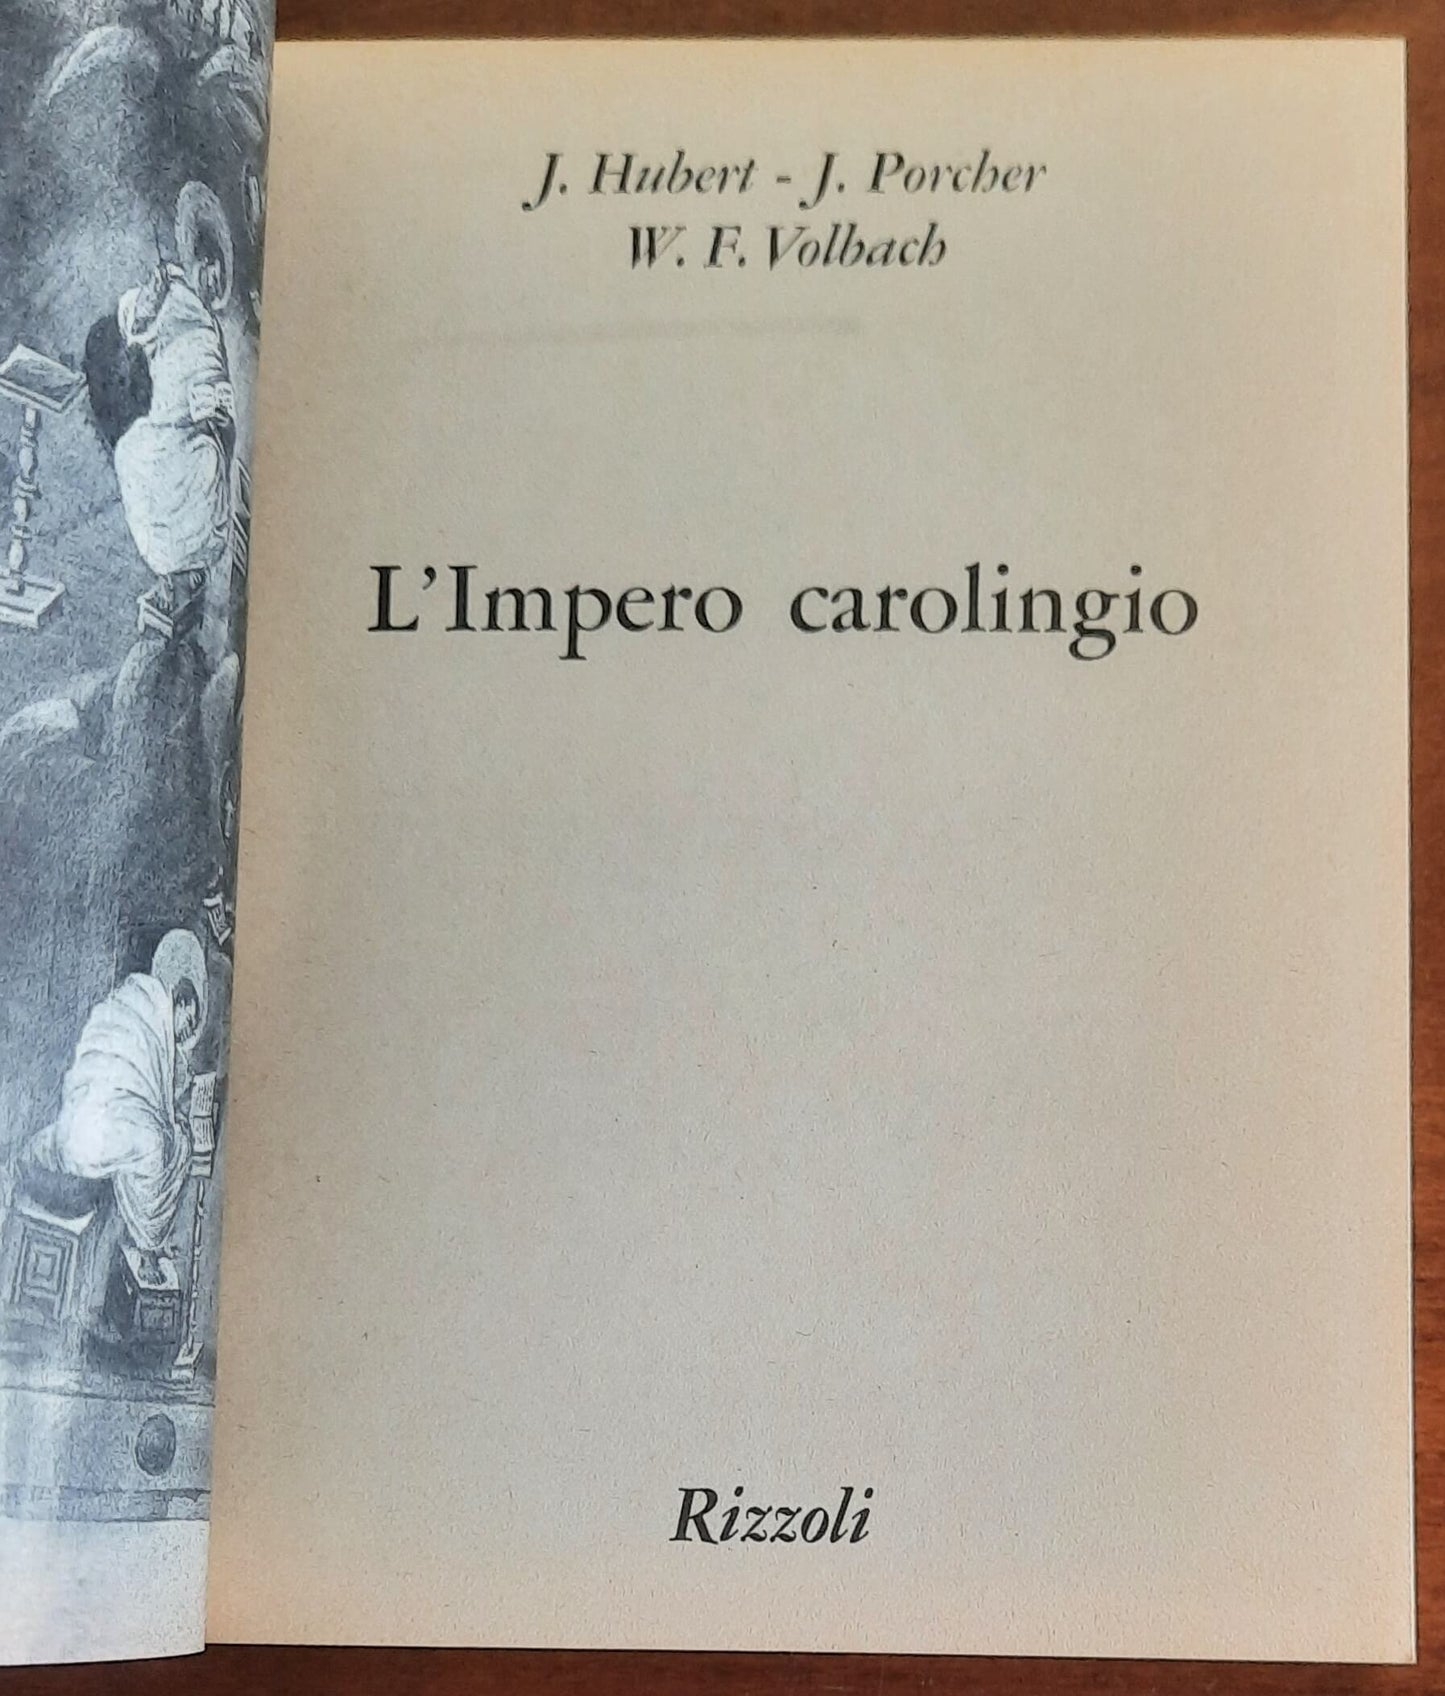 J. Hubert - J. Porcher
W. F. Volbach
L'Impero carolingio
Rizzoli